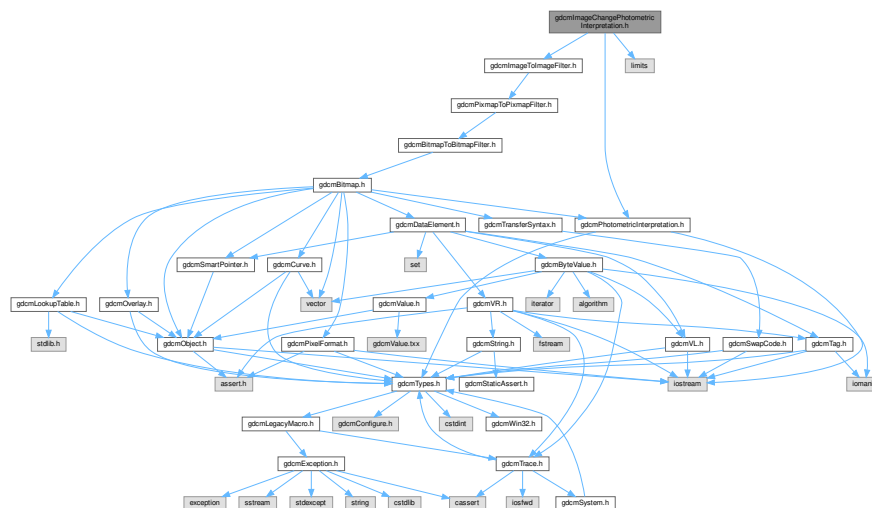 gdcmImageChangePhotometric
Interpretation.h
gdcmImageToImageFilter.h
limits
gdcmPixmapToPixmapFilter.h
gdcmBitmapToBitmapFilter.h
gdcmBitmap.h
gdcmDataElement.h
gdcmTransferSyntax.h
gdcmPhotometricInterpretation.h
gdcmSmartPointer.h
gdcmCurve.h
set
gdcmByteValue.h
gdcmLookupTable.h
gdcmOverlay.h
vector
gdcmValue.h
gdcmVR.h
iterator
algorithm
stdlib.h
gdcmObject.h
gdcmPixelFormat.h
gdcmValue.txx
gdcmString.h
fstream
gdcmVL.h
gdcmSwapCode.h
gdcmTag.h
assert.h
gdcmTypes.h
gdcmStaticAssert.h
iostream
iomanip
gdcmLegacyMacro.h
gdcmConfigure.h
cstdint
gdcmWin32.h
gdcmException.h
gdcmTrace.h
exception
sstream
stdexcept
string
cstdlib
cassert
iosfwd
gdcmSystem.h